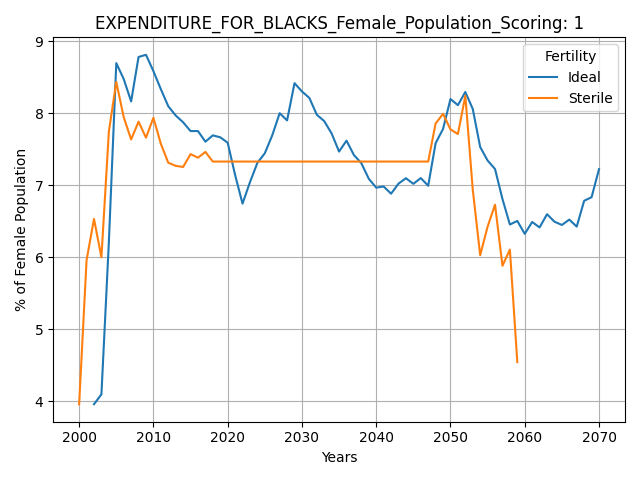 EXPENDITURE_FOR_BLACKS_Female_Population_Scoring: 1
9
8
7
6
5
4
% of Female Population
Fertility
Ideal
Sterile
2000 2010 2020 2030 2040 2050 2060 2070
Years